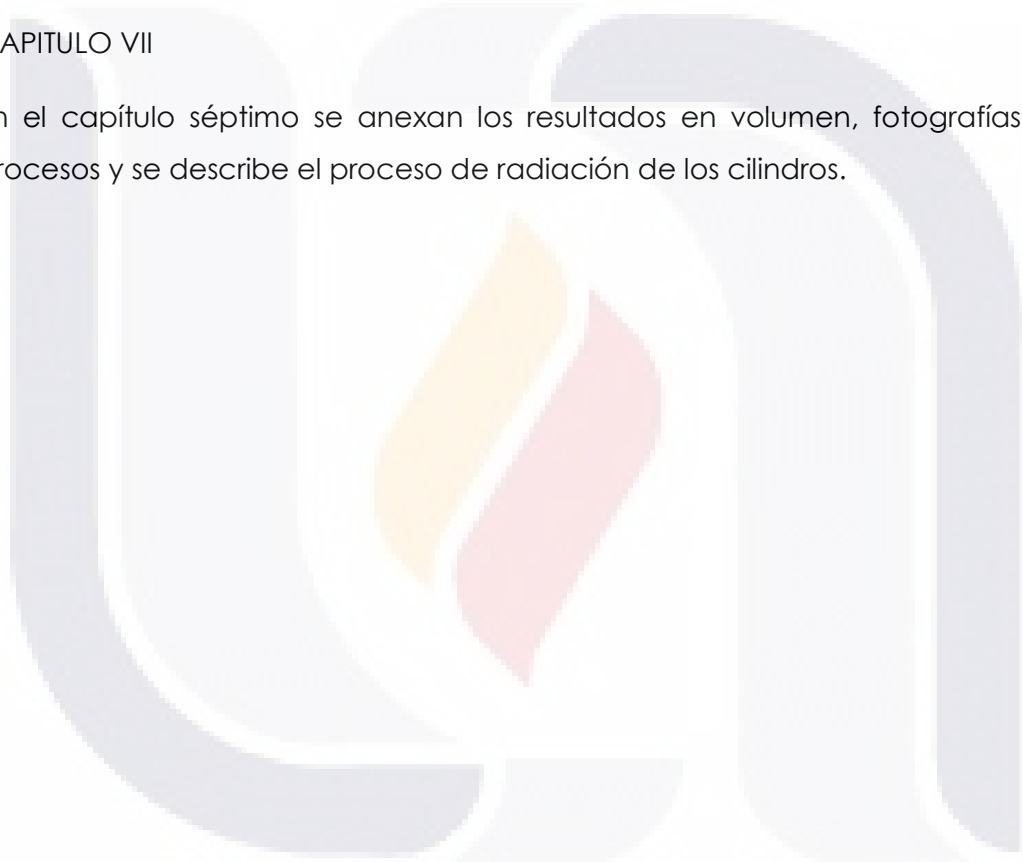 APITULO VII
n el capítulo séptimo se anexan los resultados en volumen, fotografías
rocesos y se describe el proceso de radiación de los cilindros.